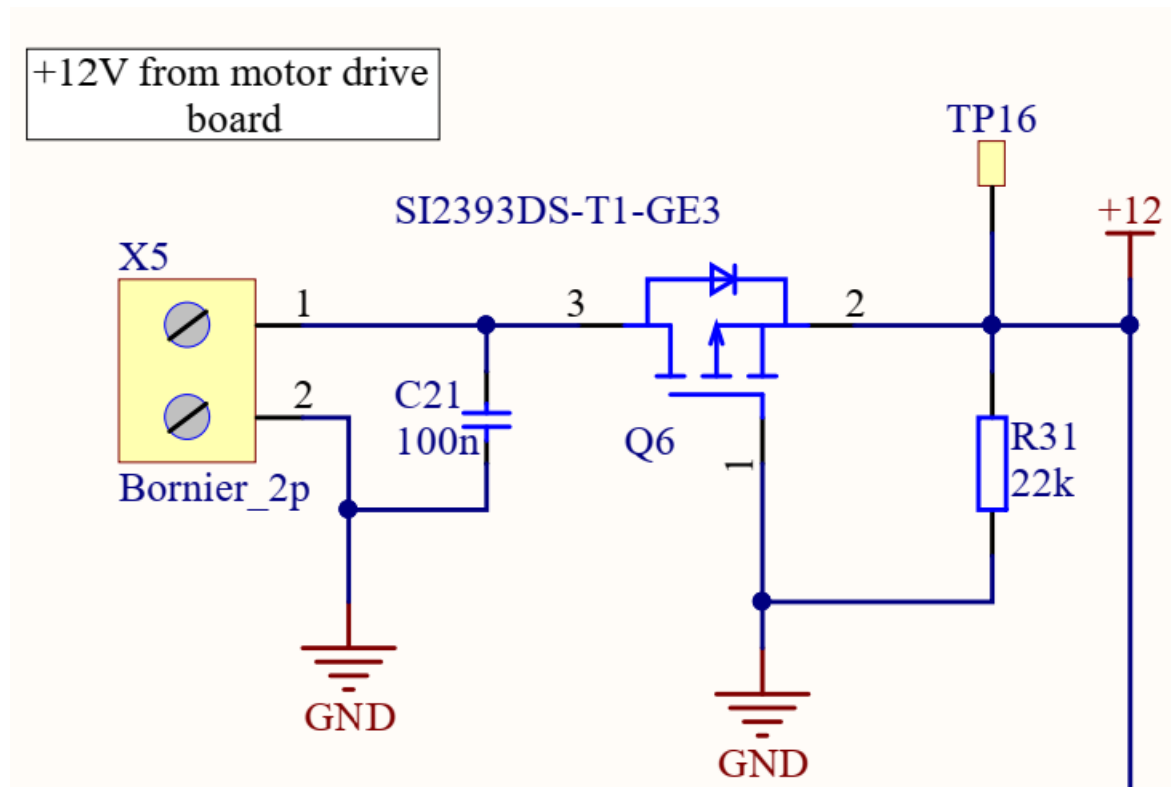 +12V from motor drive
board
TP16
SI2393DS-T1-GE3
+12
X5
1
3
2
2
C21
100n
Q6
1
R31
22k
Bornier_2p
GND
GND